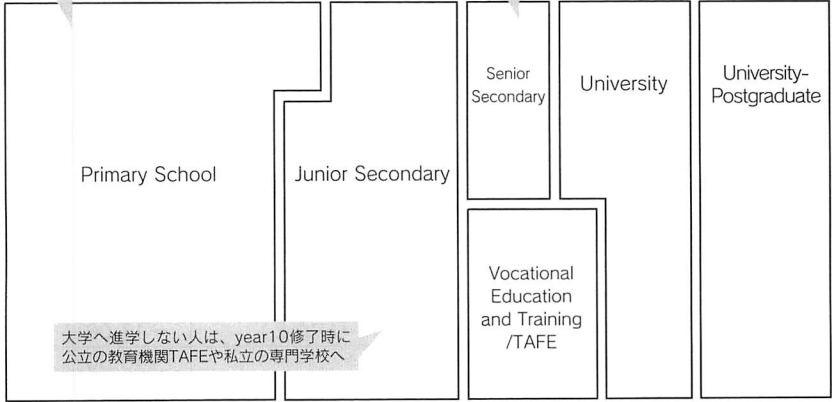 Primary School
Junior Secondary
Senior
Secondary
University
University-
Postgraduate
Vocational
Education
and Training
/TAFE
大学へ進学しない人は、year10修了時に
公立の教育機関TAFEや私立の専門学校へ